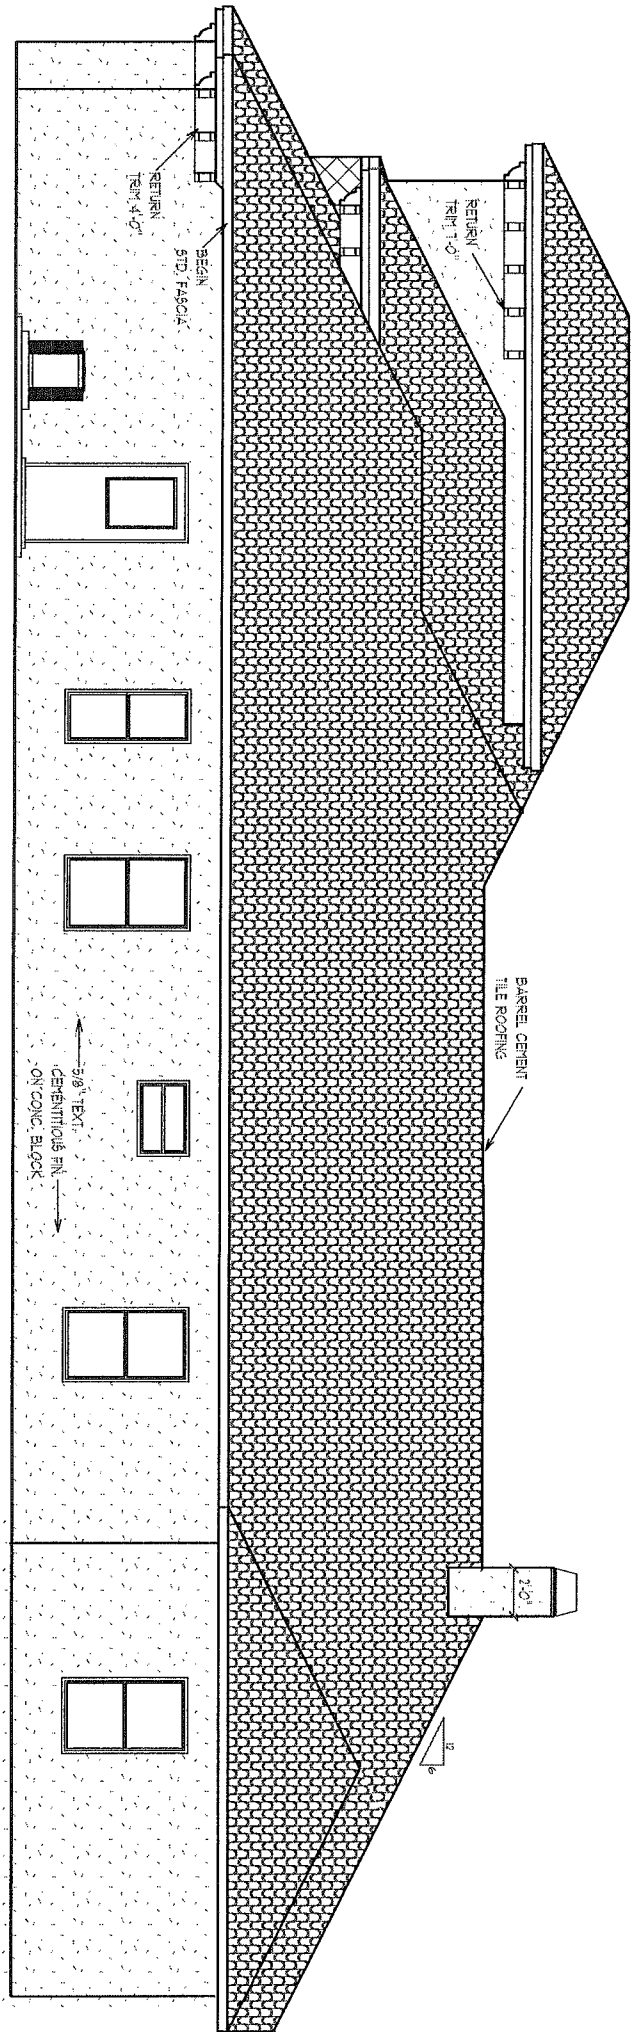 RETURN
TRIM 1'-0"
RETURN
TRIM 4'-0"
BEGIN
STD. FASCIA
BARREL CEMENT
TILE ROOFING
5/8" TEXT.
CEMENTITIOUS FIN.
ON CONC. BLOCK
2'-0"
12
6